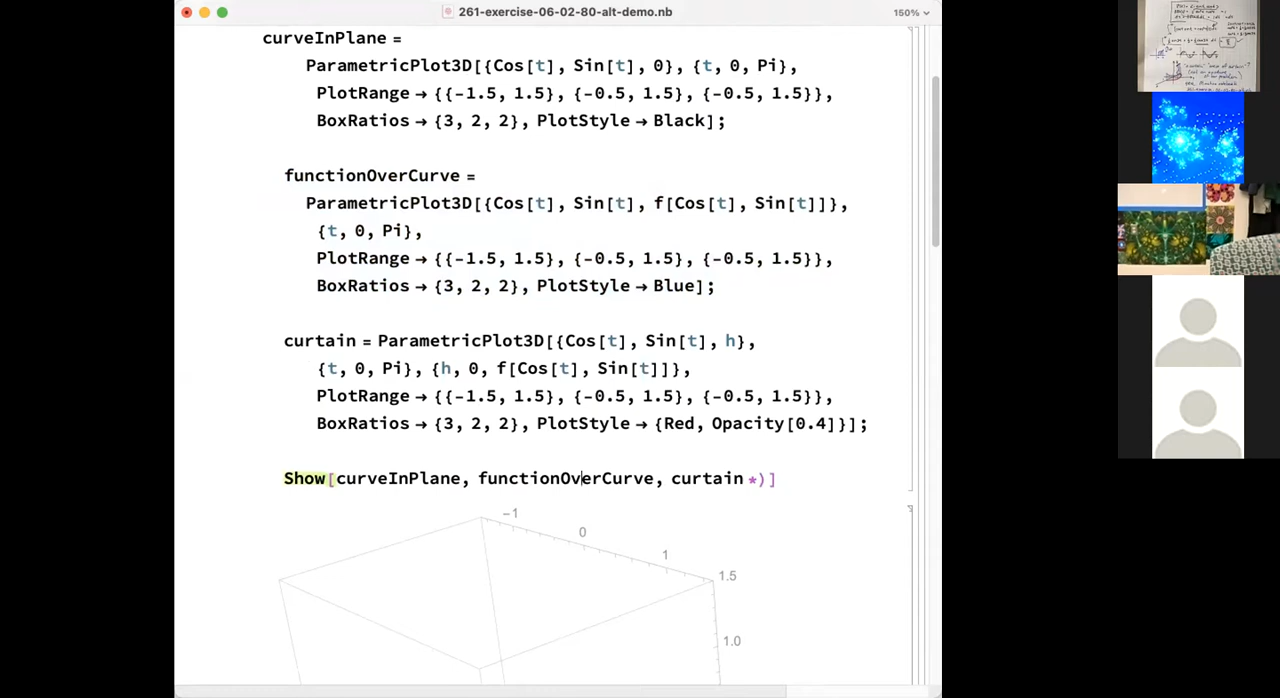 261-exercise-06-02-80-alt-demo.nb
150%
curveInPlane =
ParametricPlot3D[{Cos[t], Sin[t], 0}, {t, 0, Pi},
PlotRange → {{-1.5, 1.5}, {-0.5, 1.5}, {-0.5, 1.5}},
BoxRatios → {3, 2, 2}, PlotStyle → Black];
functionOverCurve =
ParametricPlot3D[{Cos[t], Sin[t], f[Cos[t], Sin[t]]},
{t, 0, Pi},
PlotRange → {{-1.5, 1.5}, {-0.5, 1.5}, {-0.5, 1.5}},
BoxRatios → {3, 2, 2}, PlotStyle → Blue];
curtain = ParametricPlot3D[{Cos[t], Sin[t], h},
{t, 0, Pi}, {h, 0, f[Cos[t], Sin[t]]},
PlotRange → {{-1.5, 1.5}, {-0.5, 1.5}, {-0.5, 1.5}},
BoxRatios → {3, 2, 2}, PlotStyle → {Red, Opacity[0.4]}];
Show[curveInPlane, functionOverCurve, curtain *)]
-1
0
1
1.5
1.0